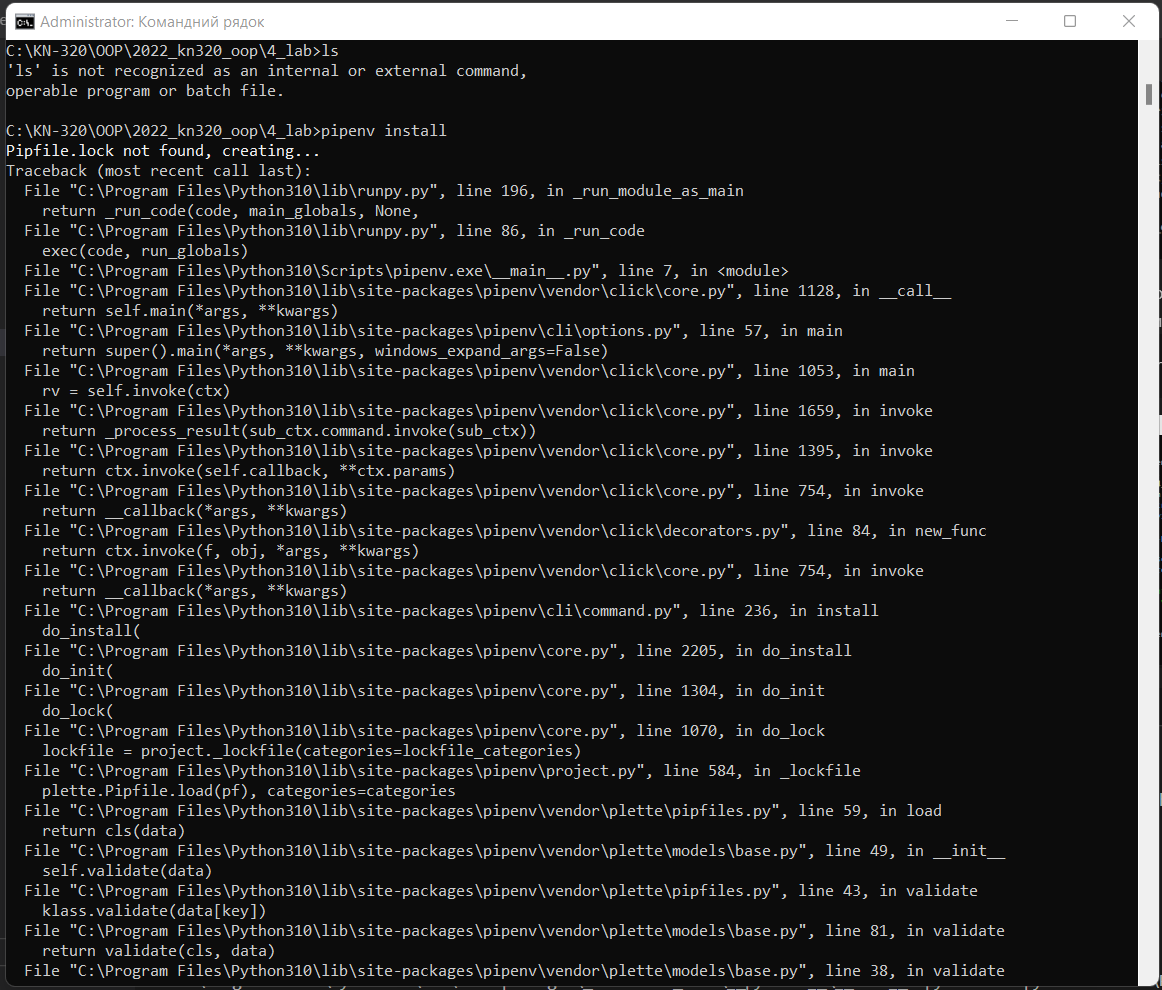 Administrator: Командний рядок
C:\KN-320\OOP\2022_kn320_oop\4_lab>ls
'ls' is not recognized as an internal or external command,
operable program or batch file.
C:\KN-320\OOP\2022_kn320_oop\4_lab>pipenv install
Pipfile.lock not found, creating...
Traceback (most recent call last):
  File "C:\Program Files\Python310\lib\runpy.py", line 196, in _run_module_as_main
    return _run_code(code, main_globals, None,
  File "C:\Program Files\Python310\lib\runpy.py", line 86, in _run_code
    exec(code, run_globals)
  File "C:\Program Files\Python310\Scripts\pipenv.exe\__main__.py", line 7, in <module>
  File "C:\Program Files\Python310\lib\site-packages\pipenv\vendor\click\core.py", line 1128, in __call__
    return self.main(*args, **kwargs)
  File "C:\Program Files\Python310\lib\site-packages\pipenv\cli\options.py", line 57, in main
    return super().main(*args, **kwargs, windows_expand_args=False)
  File "C:\Program Files\Python310\lib\site-packages\pipenv\vendor\click\core.py", line 1053, in main
    rv = self.invoke(ctx)
  File "C:\Program Files\Python310\lib\site-packages\pipenv\vendor\click\core.py", line 1659, in invoke
    return _process_result(sub_ctx.command.invoke(sub_ctx))
  File "C:\Program Files\Python310\lib\site-packages\pipenv\vendor\click\core.py", line 1395, in invoke
    return ctx.invoke(self.callback, **ctx.params)
  File "C:\Program Files\Python310\lib\site-packages\pipenv\vendor\click\core.py", line 754, in invoke
    return __callback(*args, **kwargs)
  File "C:\Program Files\Python310\lib\site-packages\pipenv\vendor\click\decorators.py", line 84, in new_func
    return ctx.invoke(f, obj, *args, **kwargs)
  File "C:\Program Files\Python310\lib\site-packages\pipenv\vendor\click\core.py", line 754, in invoke
    return __callback(*args, **kwargs)
  File "C:\Program Files\Python310\lib\site-packages\pipenv\cli\command.py", line 236, in install
    do_install(
  File "C:\Program Files\Python310\lib\site-packages\pipenv\core.py", line 2205, in do_install
    do_init(
  File "C:\Program Files\Python310\lib\site-packages\pipenv\core.py", line 1304, in do_init
    do_lock(
  File "C:\Program Files\Python310\lib\site-packages\pipenv\core.py", line 1070, in do_lock
    lockfile = project._lockfile(categories=lockfile_categories)
  File "C:\Program Files\Python310\lib\site-packages\pipenv\project.py", line 584, in _lockfile
    plette.Pipfile.load(pf), categories=categories
  File "C:\Program Files\Python310\lib\site-packages\pipenv\vendor\plette\pipfiles.py", line 59, in load
    return cls(data)
  File "C:\Program Files\Python310\lib\site-packages\pipenv\vendor\plette\models\base.py", line 49, in __init__
    self.validate(data)
  File "C:\Program Files\Python310\lib\site-packages\pipenv\vendor\plette\pipfiles.py", line 43, in validate
    klass.validate(data[key])
  File "C:\Program Files\Python310\lib\site-packages\pipenv\vendor\plette\models\base.py", line 81, in validate
    return validate(cls, data)
  File "C:\Program Files\Python310\lib\site-packages\pipenv\vendor\plette\models\base.py", line 38, in validate